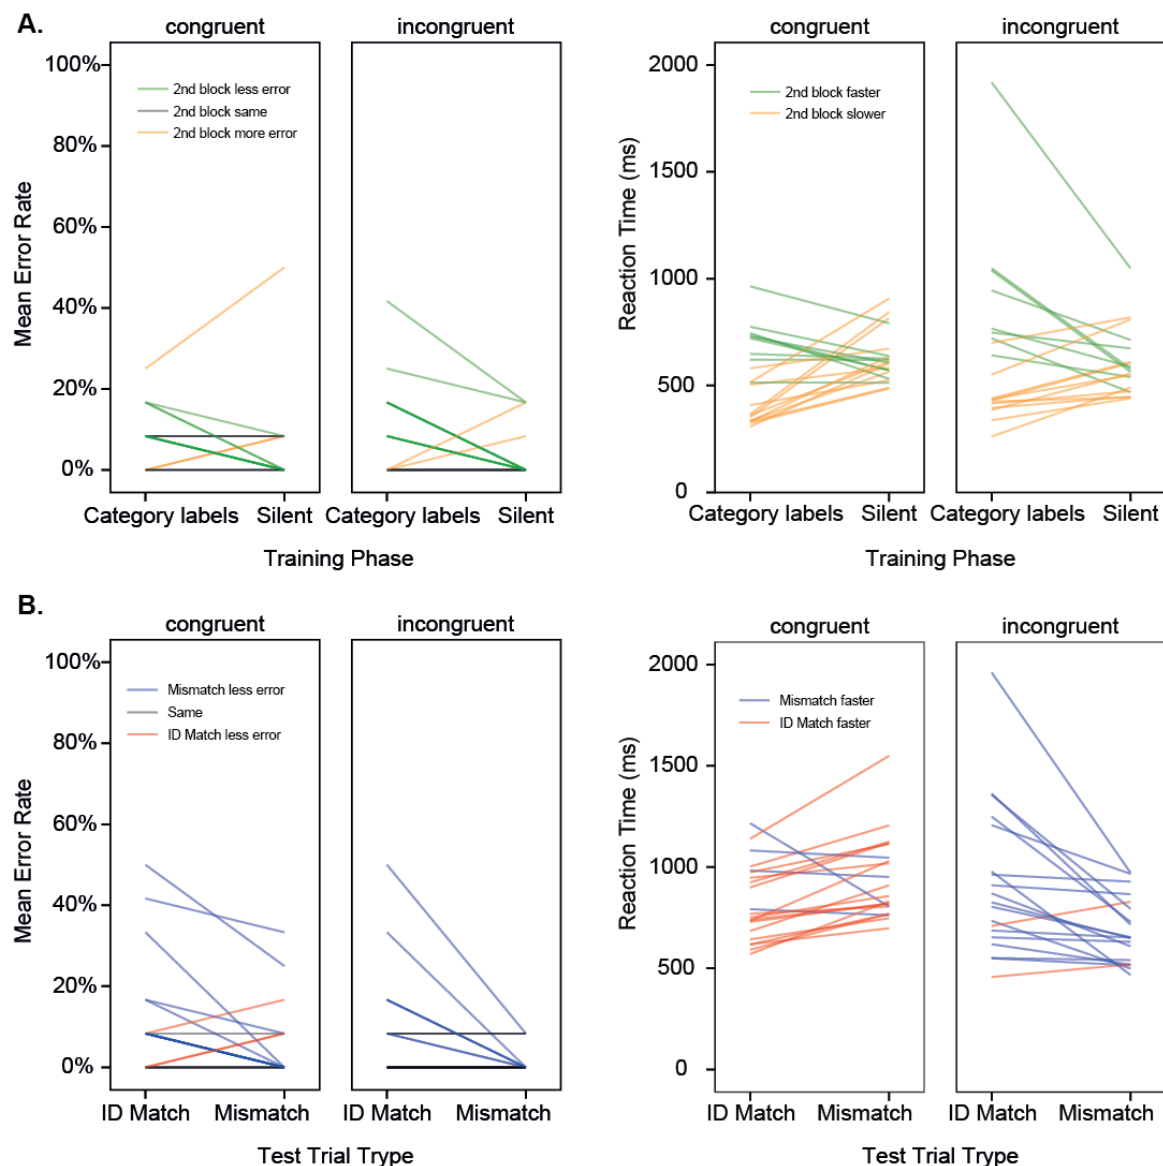 A.
congruent
incongruent
100%
80%
60%
40%
20%
0%
Mean Error Rate
2nd block less error
2nd block same
2nd block more error
Category labels
Silent
Category labels
Silent
Training Phase
congruent
incongruent
2000
1500
1000
500
0
Reaction Time (ms)
2nd block faster
2nd block slower
Category labels
Silent
Category labels
Silent
Training Phase
B.
congruent
incongruent
100%
80%
60%
40%
20%
0%
Mean Error Rate
Mismatch less error
Same
ID Match less error
ID Match
Mismatch
ID Match
Mismatch
Test Trial Trype
congruent
incongruent
2000
1500
1000
500
0
Reaction Time (ms)
Mismatch faster
ID Match faster
ID Match
Mismatch
ID Match
Mismatch
Test Trial Trype